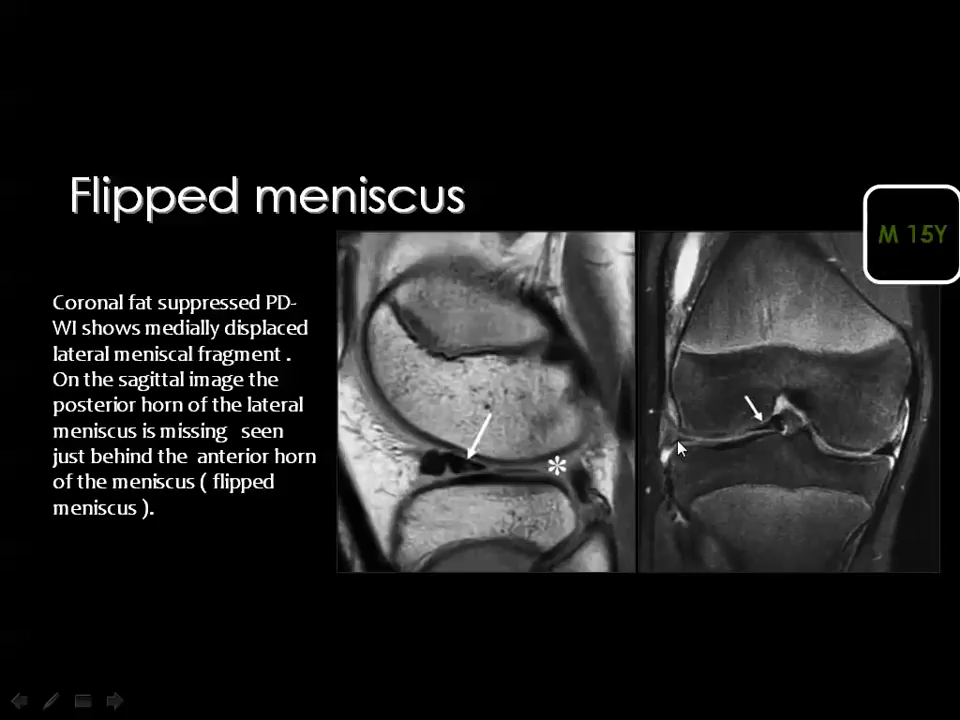 Flipped meniscus
M 15Y
Coronal fat suppressed PD-
WI shows medially displaced
lateral meniscal fragment .
On the sagittal image the
posterior horn of the lateral
meniscus is missing seen
just behind the anterior horn
of the meniscus ( flipped
meniscus ).
*